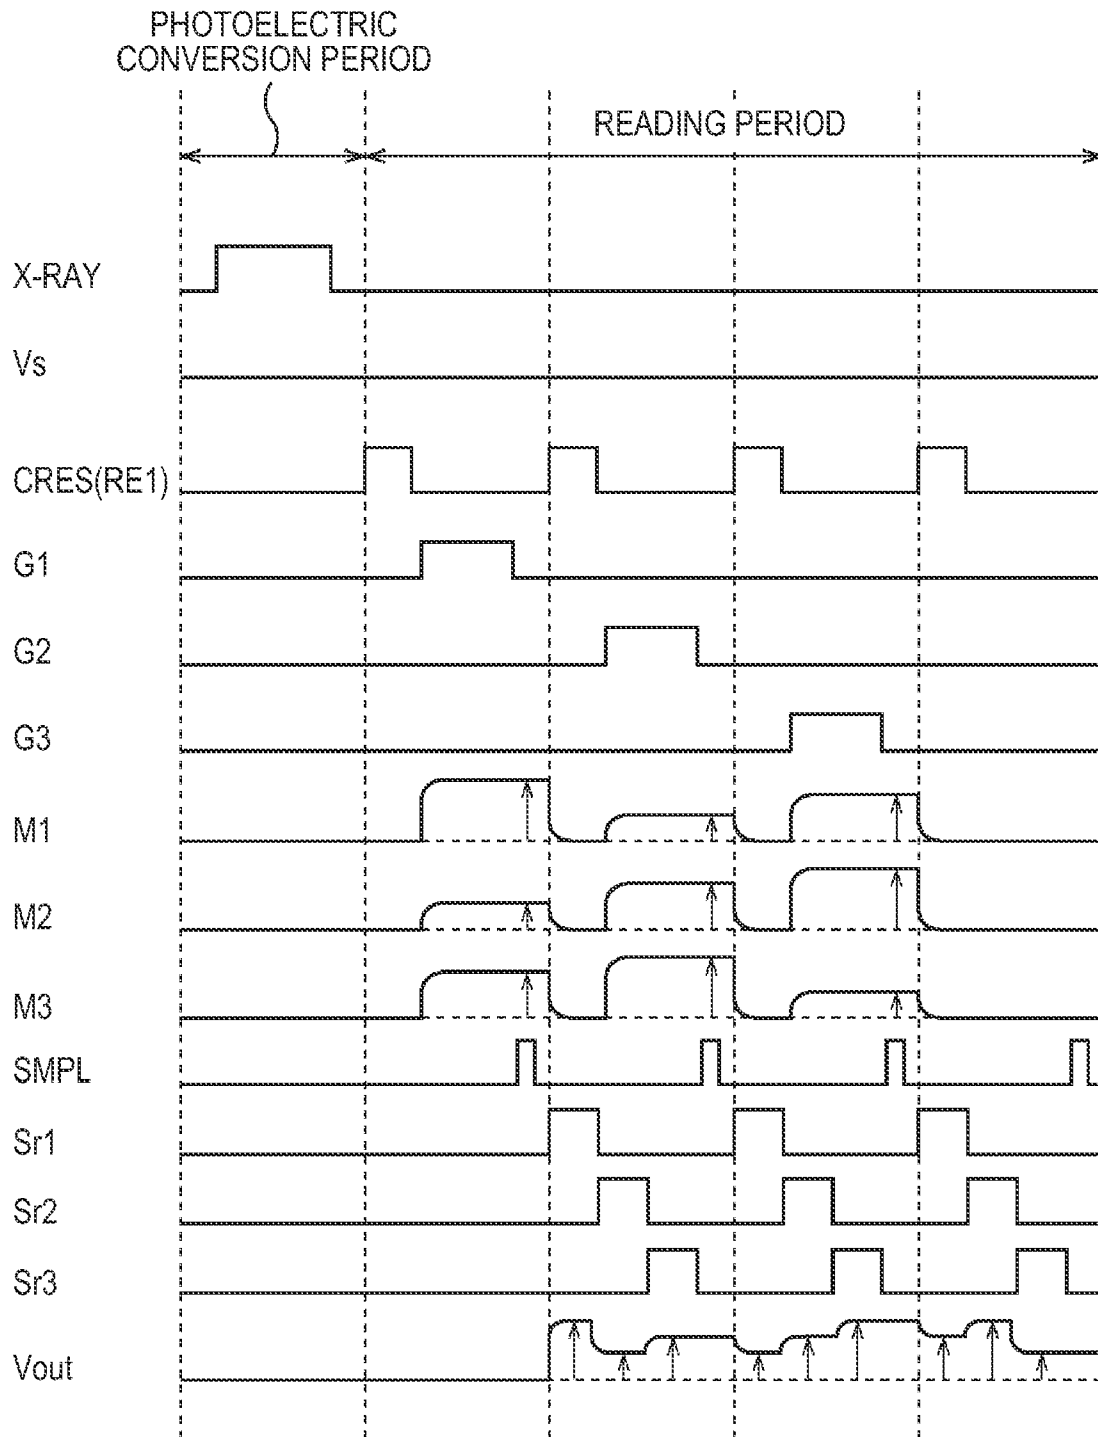 PHOTOELECTRIC
CONVERSION PERIOD
READING PERIOD
X-RAY
Vs
CRES(RE1)
G1
G2
G3
M1
M2
M3
SMPL
Sr1
Sr2
Sr3
Vout